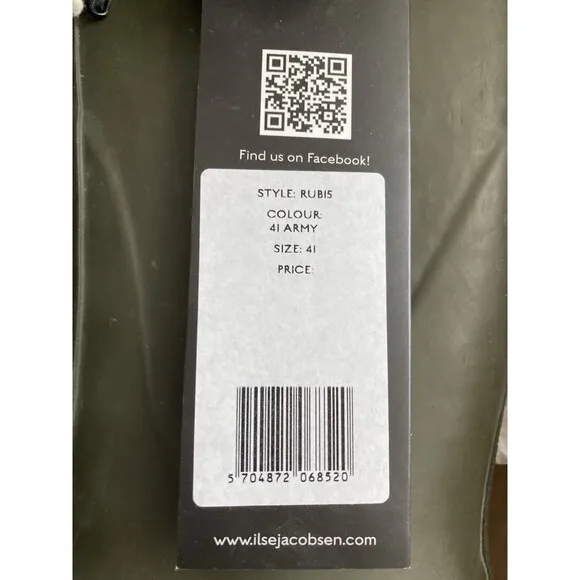 Find us on Facebook!
STYLE: RUB15
COLOUR:
41 ARMY
SIZE: 41
PRICE:
5 704872 068520
www.ilsejacobsen.com